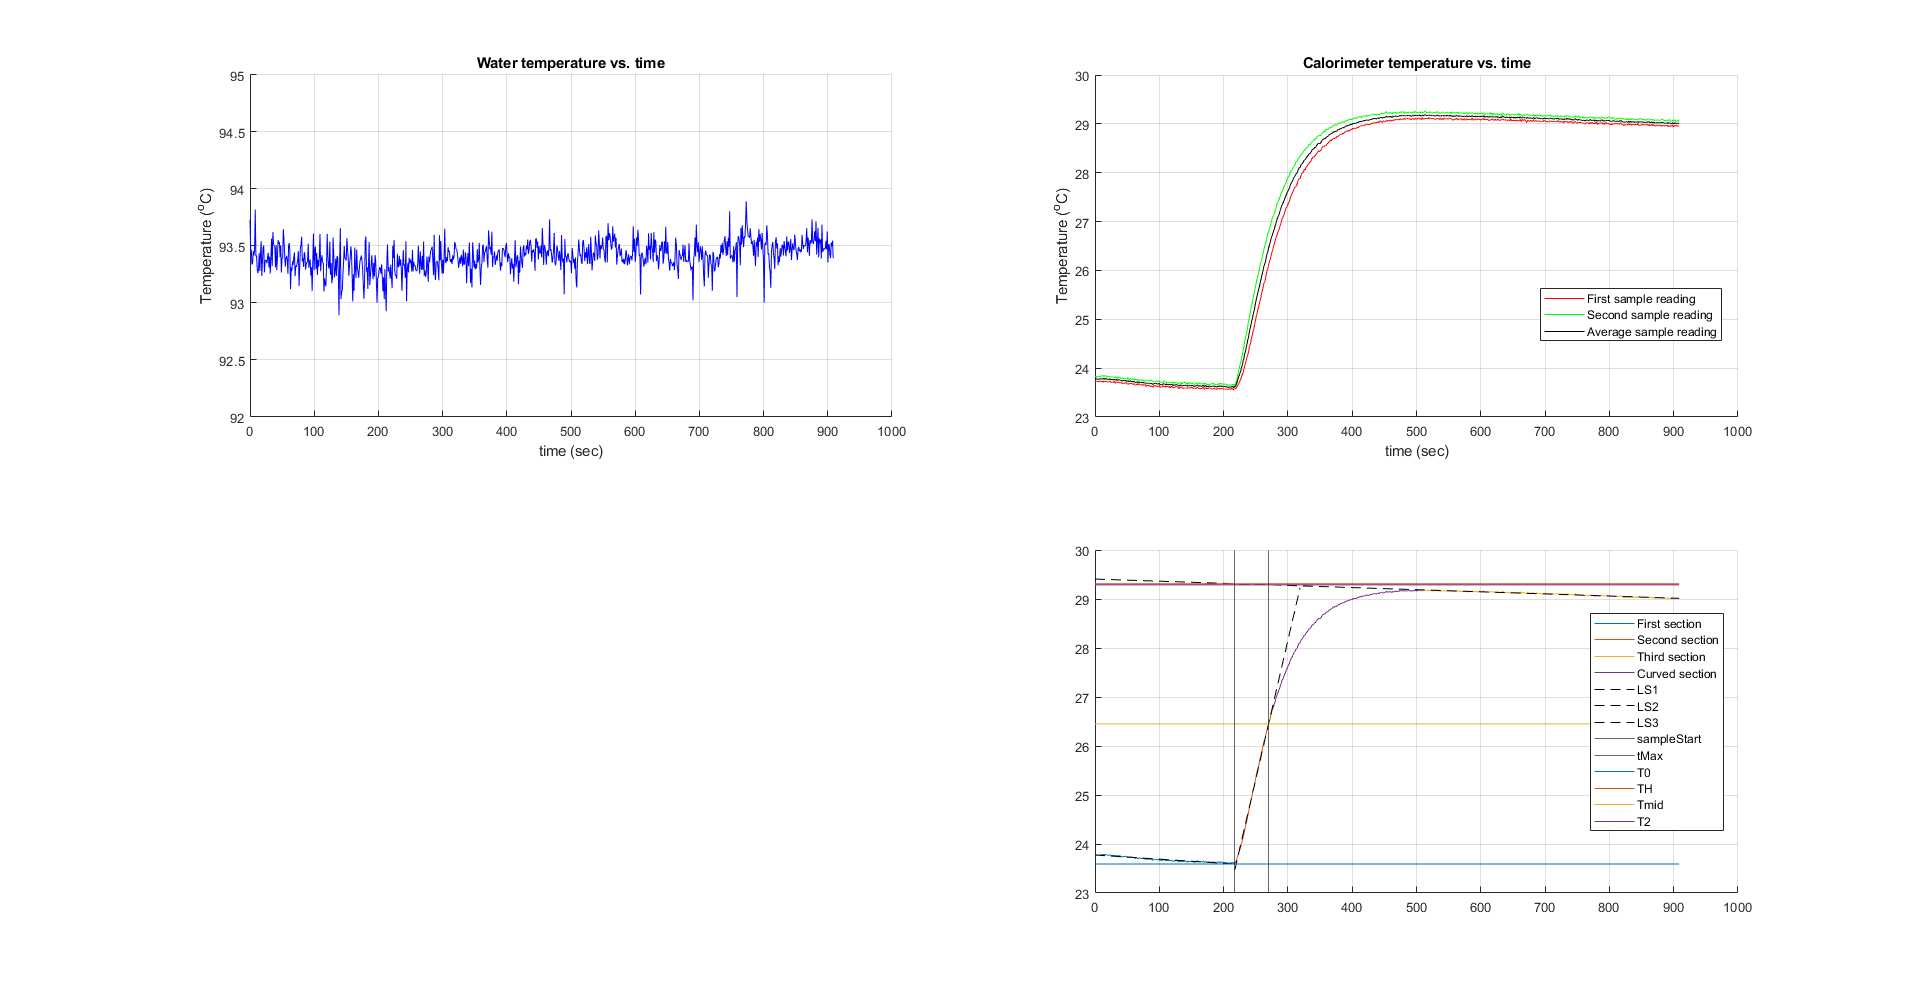 Water temperature vs. time
95
94.5
94
93.5
93
92.5
92
Temperature (°C)
0 100 200 300 400 500 600 700 800 900 1000
time (sec)
Calorimeter temperature vs. time
30
29
28
27
26
25
24
23
Temperature (°C)
First sample reading
Second sample reading
Average sample reading
0 100 200 300 400 500 600 700 800 900 1000
time (sec)
30
29
28
27
26
25
24
23
First section
Second section
Third section
Curved section
LS1
LS2
LS3
sampleStart
tMax
T0
TH
Tmid
T2
0 100 200 300 400 500 600 700 800 900 1000